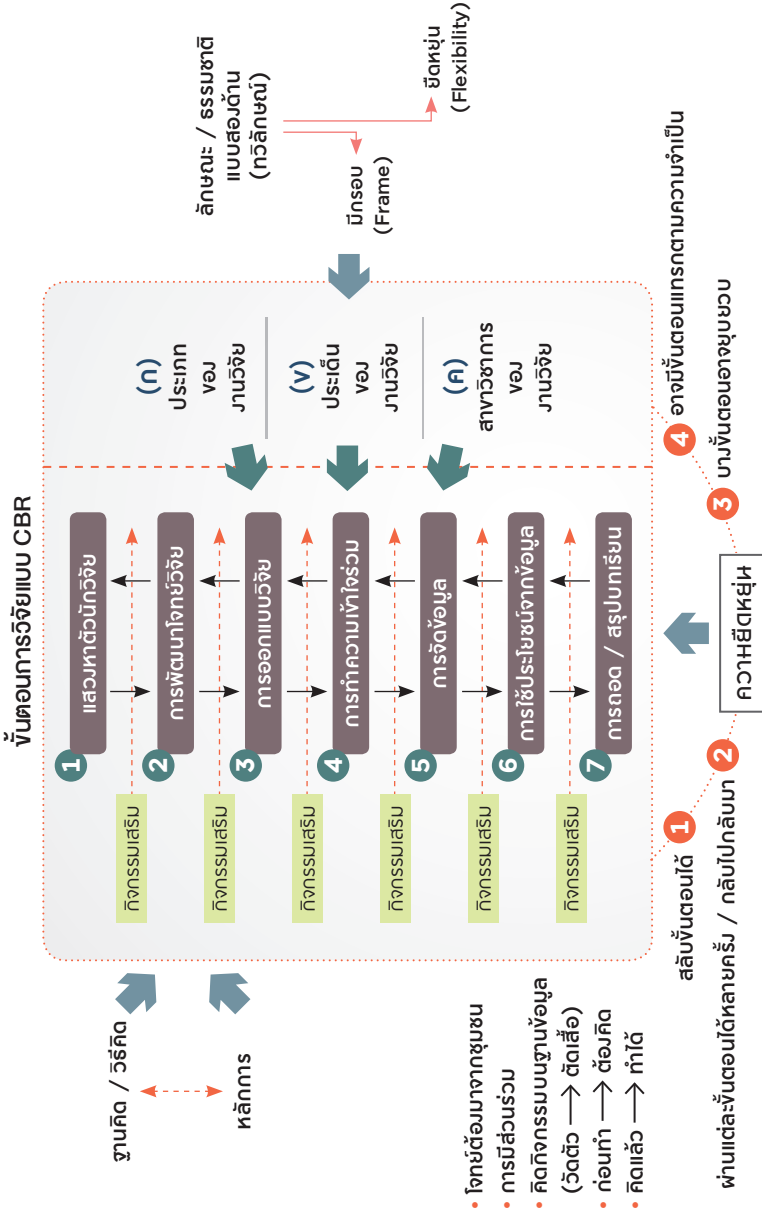 ขั้นตอนการวิจัยแบบ CBR
ฐานคิด / วิธีคิด
หลักการ
• โจทย์ต้องมาจากชุมชน
• การมีส่วนร่วม
• คิดกิจกรรมบนฐานข้อมูล
(วัดตัว → ตัดเสื้อ)
• ก่อนทำ → ต้องคิด
• คิดแล้ว → ทำได้
กิจกรรมเสริม
กิจกรรมเสริม
กิจกรรมเสริม
กิจกรรมเสริม
กิจกรรมเสริม
กิจกรรมเสริม
1 แสวงหาตัวนักวิจัย
2 การพัฒนาโจทย์วิจัย
3 การออกแบบวิจัย
4 การทำความเข้าใจร่วม
5 การจัดข้อมูล
6 การใช้ประโยชน์จากข้อมูล
7 การถอด / สรุปบทเรียน
(ก)
ประเภท
ของ
งานวิจัย
(ข)
ประเด็น
ของ
งานวิจัย
(ค)
สาขาวิชาการ
ของ
งานวิจัย
ลักษณะ / ธรรมชาติ
แบบสองด้าน
(ทวิลักษณ์)
มีกรอบ
(Frame)
ยืดหยุ่น
(Flexibility)
ความยืดหยุ่น
1 สลับขั้นตอนได้
2 ผ่านแต่ละขั้นตอนได้หลายครั้ง / กลับไปกลับมา
3 บางขั้นตอนอาจยุบรวม
4 อาจมีขั้นตอนแทรกตามความจำเป็น